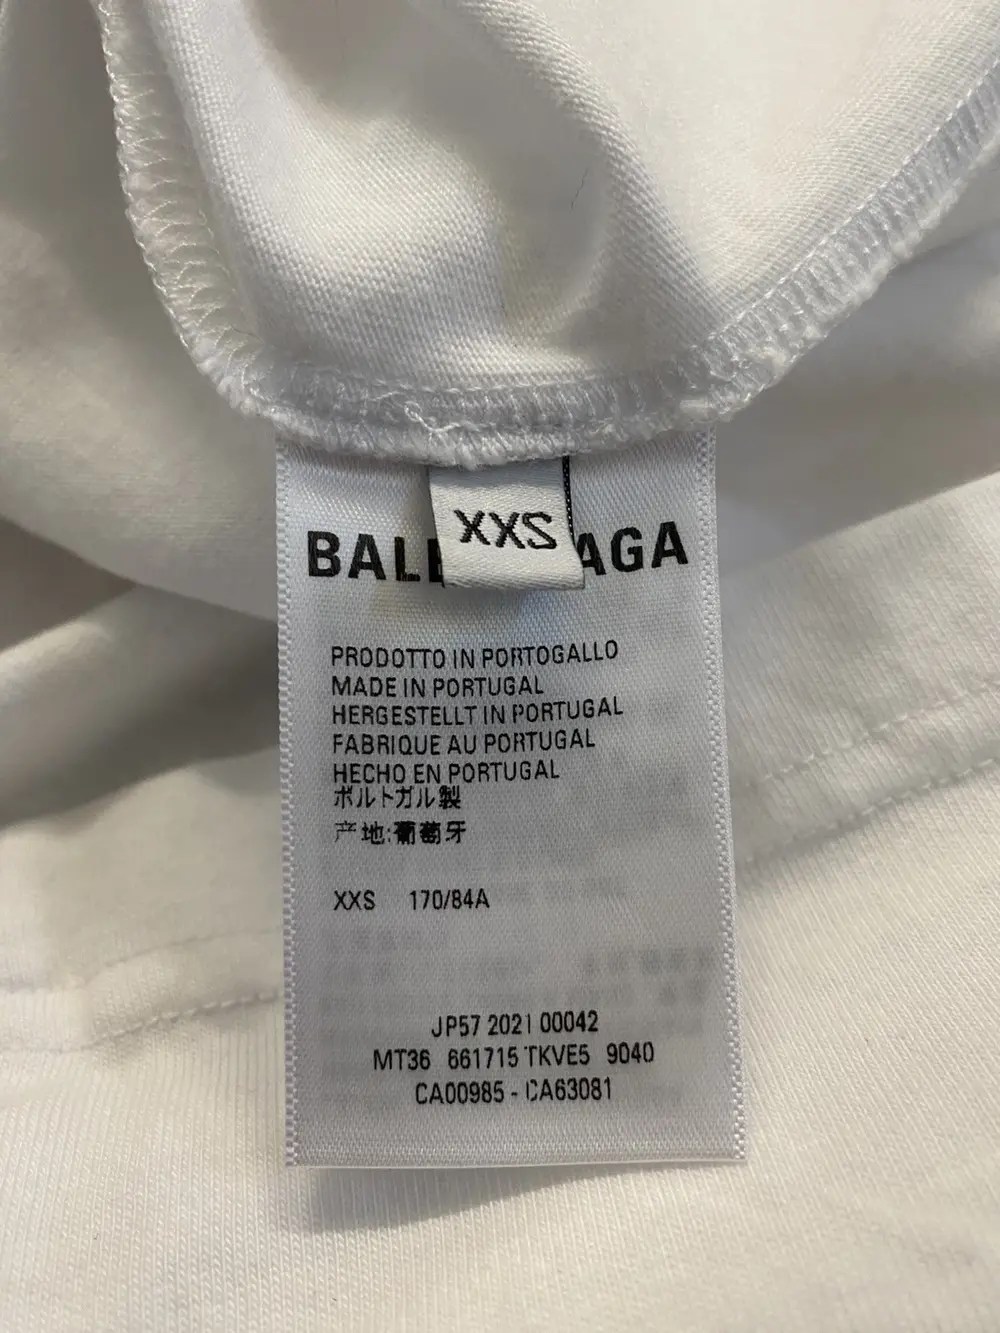 XXS
BALE AGA
PRODOTTO IN PORTOGALLO
MADE IN PORTUGAL
HERGESTELLT IN PORTUGAL
FABRIQUE AU PORTUGAL
HECHO EN PORTUGAL
ポルトガル製
产地:葡萄牙
XXS 170/84A
JP57 2021 00042
MT36 661715 TKVE5 9040
CA00985 - CA63081